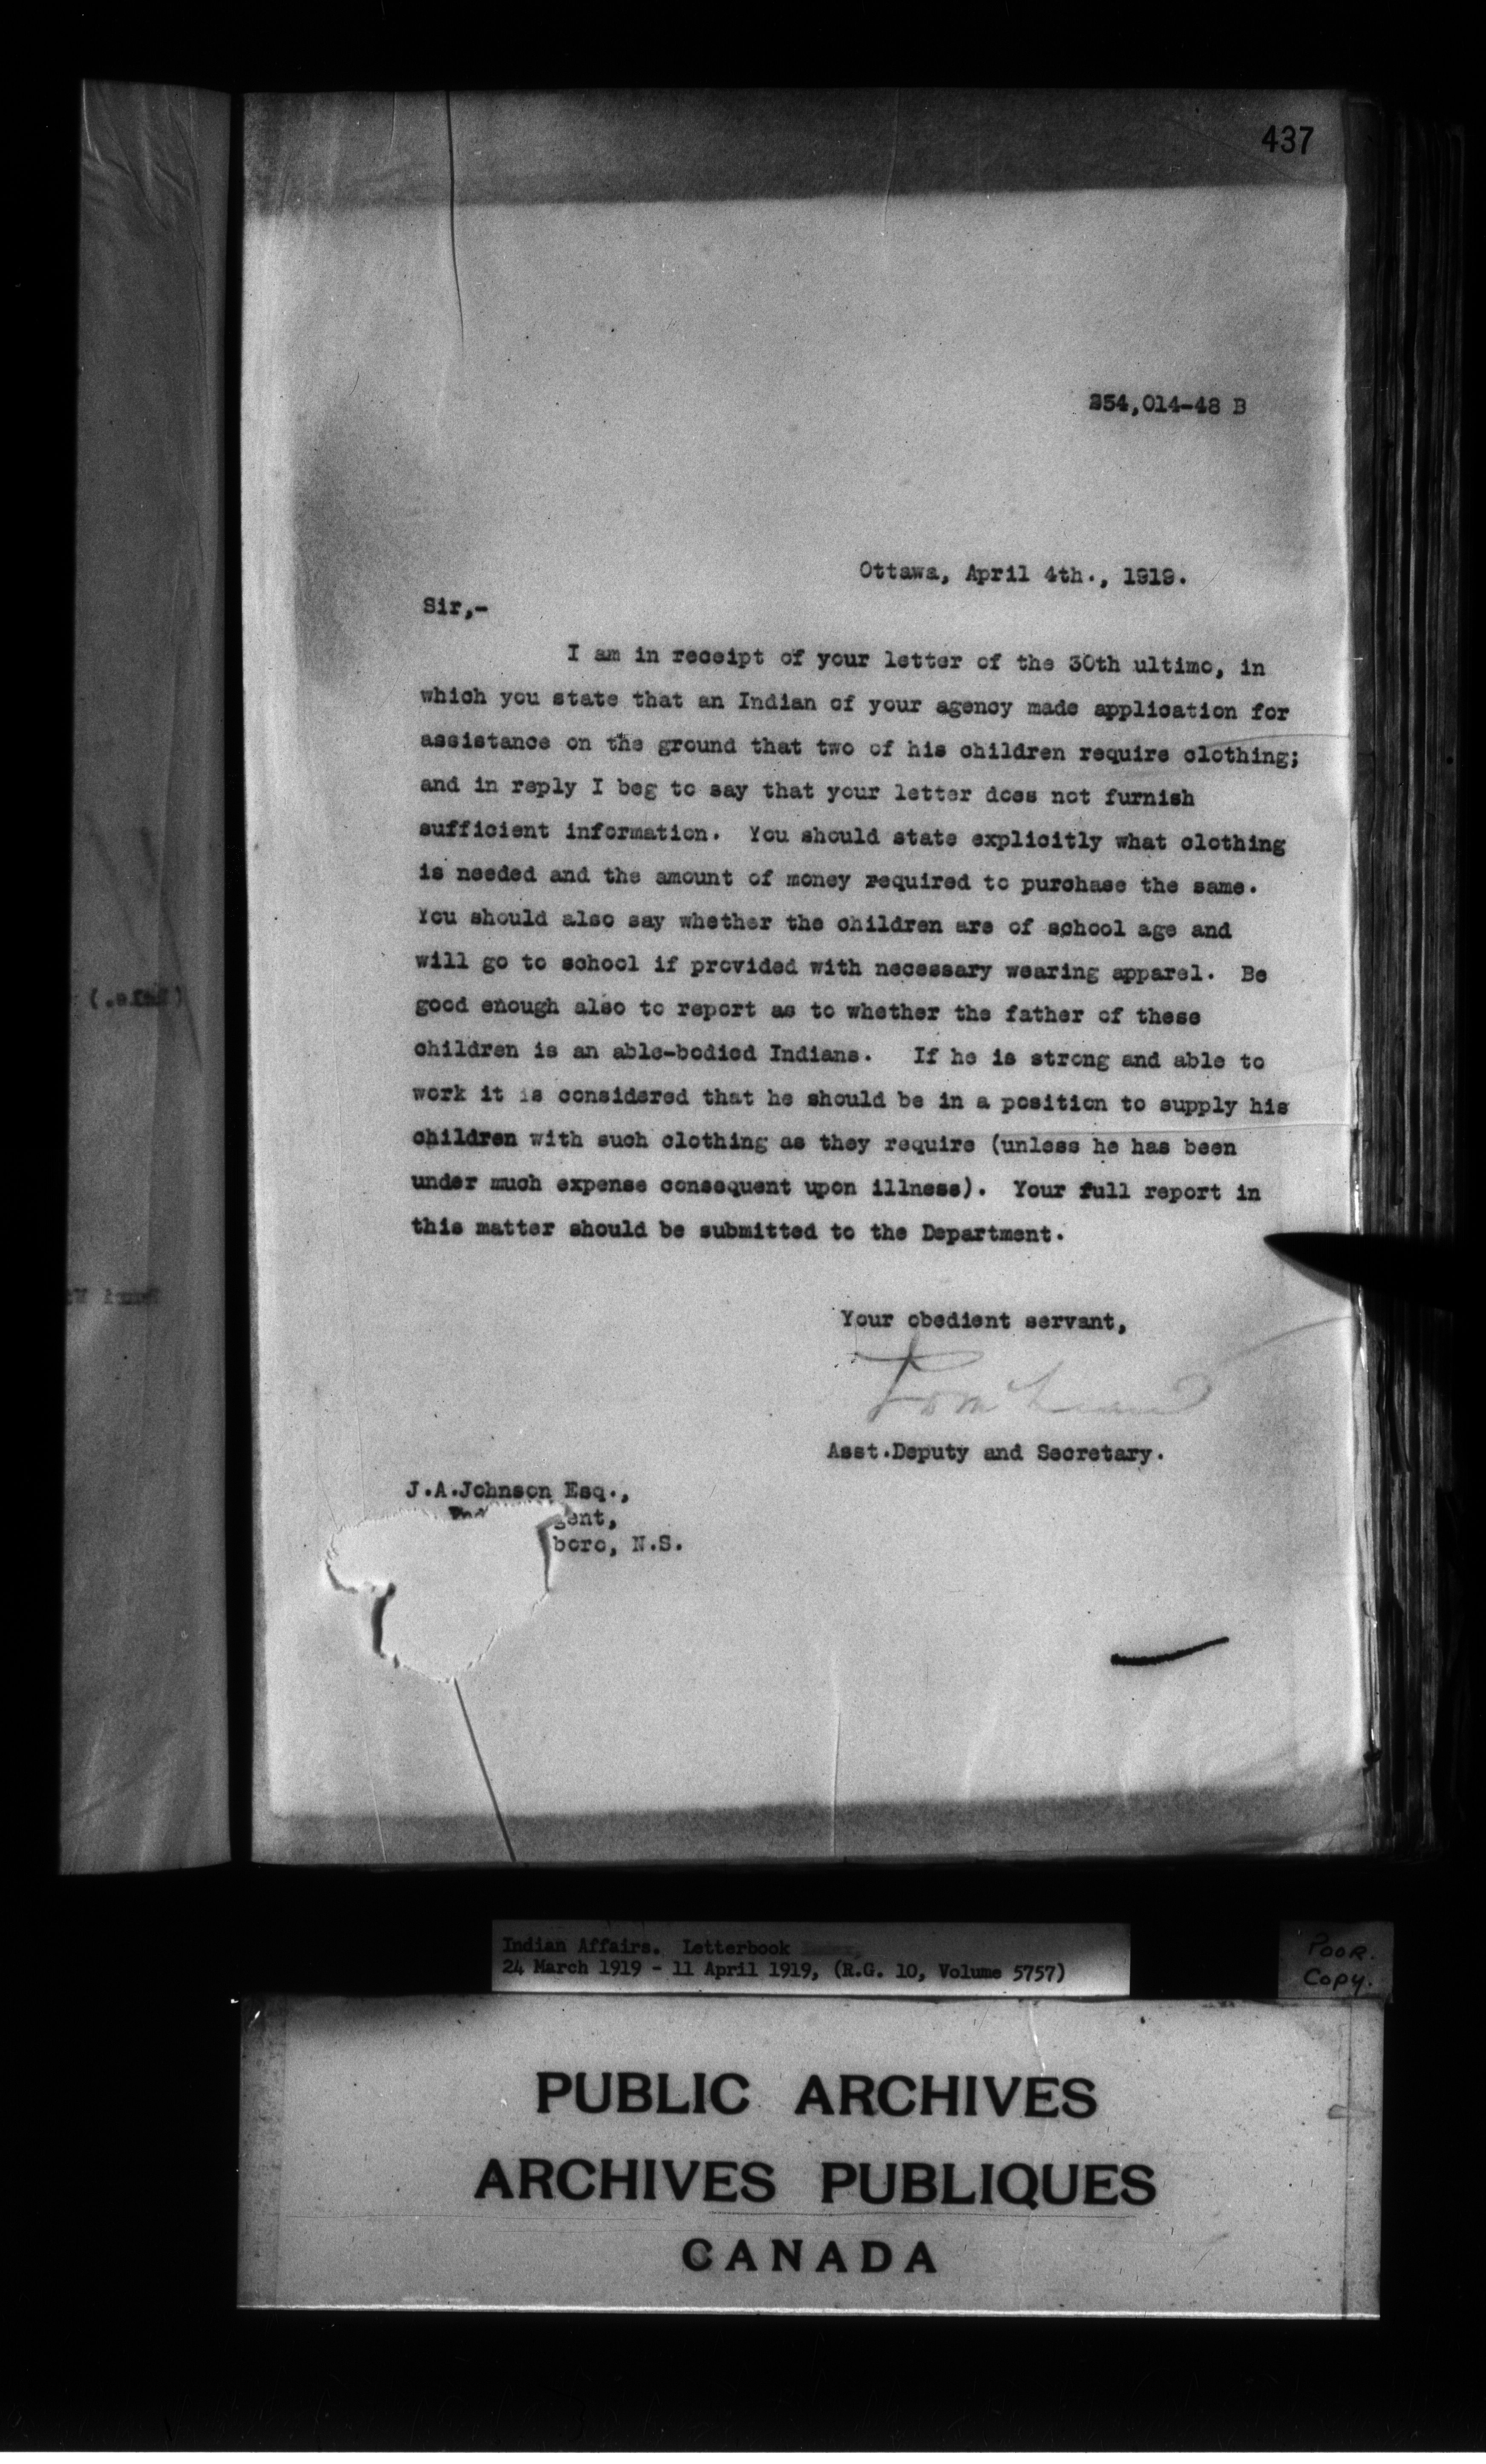 437
254,014-48 B
Ottawa, April 4th., 1919.
Sir,-
I am in receipt of your letter of the 30th ultimo, in
which you state that an Indian of your agency made application for
assistance on the ground that two of his children require clothing;
and in reply I beg to say that your letter does not furnish
sufficient information. You should state explicitly what clothing
is needed and the amount of money required to purchase the same.
You should also say whether the children are of school age and
will go to school if provided with necessary wearing apparel. Be
good enough also to report as to whether the father of these
children is an able-bodied Indians. If he is strong and able to
work it is considered that he should be in a position to supply his
children with such clothing as they require (unless he has been
under much expense consequent upon illness). Your full report in
this matter should be submitted to the Department.
Your obedient servant,
Asst.Deputy and Secretary.
J.A.Johnson Esq.,
gent,
boro, N.S.
Indian Affairs. Letterbook
24 March 1919 - 11 April 1919, (R.G. 10, Volume 5757)
POOR.
COPY.
PUBLIC ARCHIVES
ARCHIVES PUBLIQUES
CANADA